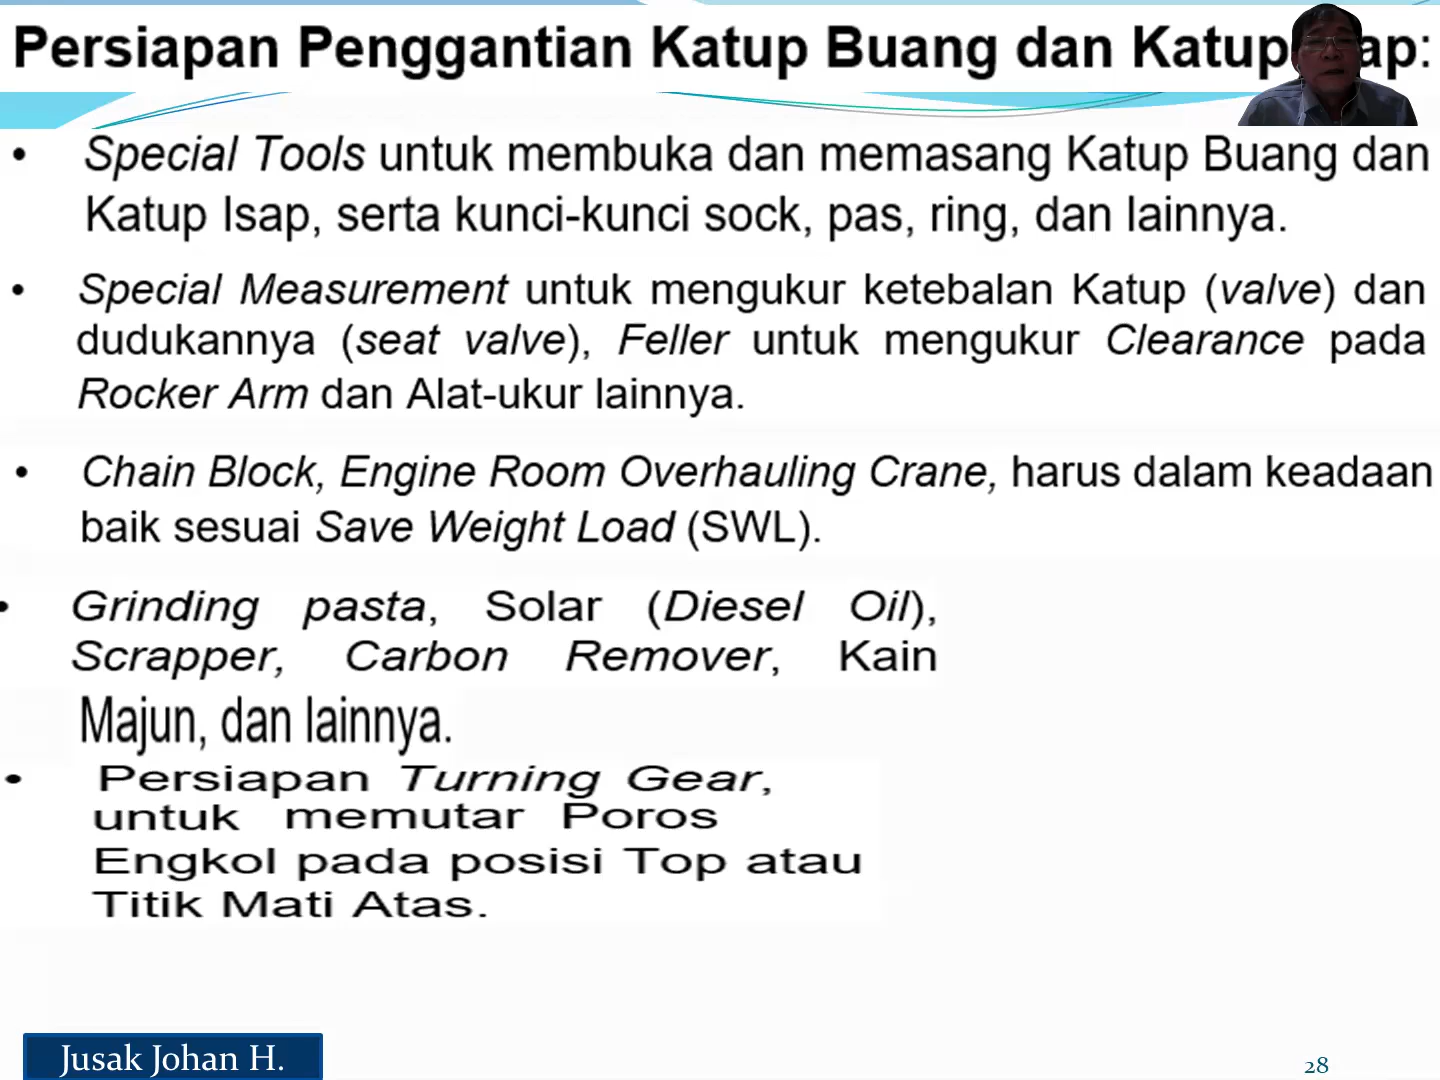 Persiapan Penggantian Katup Buang dan Katup ap:
• Special Tools untuk membuka dan memasang Katup Buang dan
Katup Isap, serta kunci-kunci sock, pas, ring, dan lainnya.
• Special Measurement untuk mengukur ketebalan Katup (valve) dan
dudukannya (seat valve), Feller untuk mengukur Clearance pada
Rocker Arm dan Alat-ukur lainnya.
• Chain Block, Engine Room Overhauling Crane, harus dalam keadaan
baik sesuai Save Weight Load (SWL).
• Grinding pasta, Solar (Diesel Oil),
Scrapper, Carbon Remover, Kain
Majun, dan lainnya.
• Persiapan Turning Gear,
untuk memutar Poros
Engkol pada posisi Top atau
Titik Mati Atas.
Jusak Johan H.
28